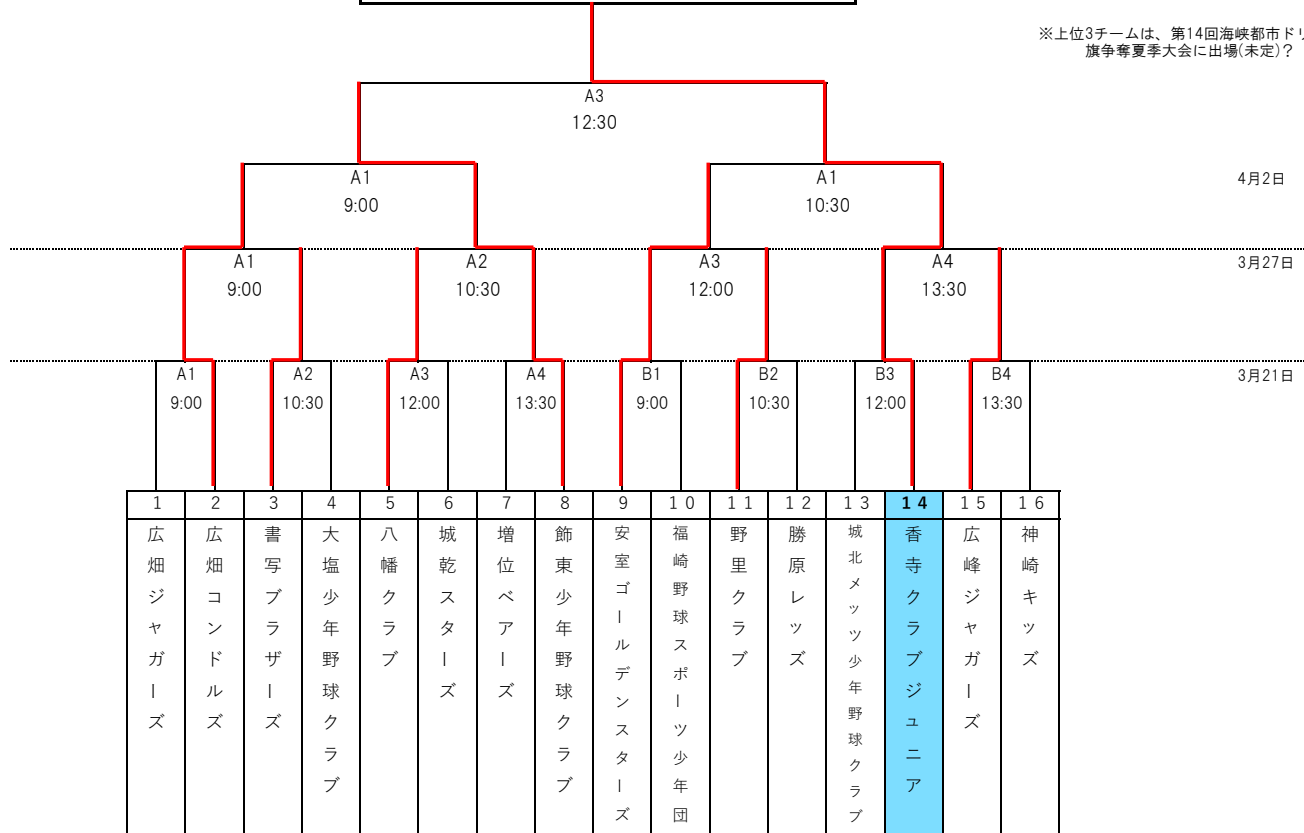 ※上位3チームは、第14回海峡都市ドリ
旗争奪夏季大会に出場(未定)?
A3
12:30
A1
9:00
A1
10:30
4月2日
A1
9:00
A2
10:30
A3
12:00
A4
13:30
3月27日
A1
9:00
A2
10:30
A3
12:00
A4
13:30
B1
9:00
B2
10:30
B3
12:00
B4
13:30
3月21日
1
広畑ジャガーズ
2
広畑コンドルズ
3
書写ブラザーズ
4
大塩少年野球クラブ
5
八幡クラブ
6
城乾スターズ
7
増位ベアーズ
8
飾東少年野球クラブ
9
安室ゴールデンスターズ
10
福崎野球スポーツ少年団
11
野里クラブ
12
勝原レッズ
13
城北メッツ少年野球クラブ
14
香寺クラブジュニア
15
広峰ジャガーズ
16
神崎キッズ